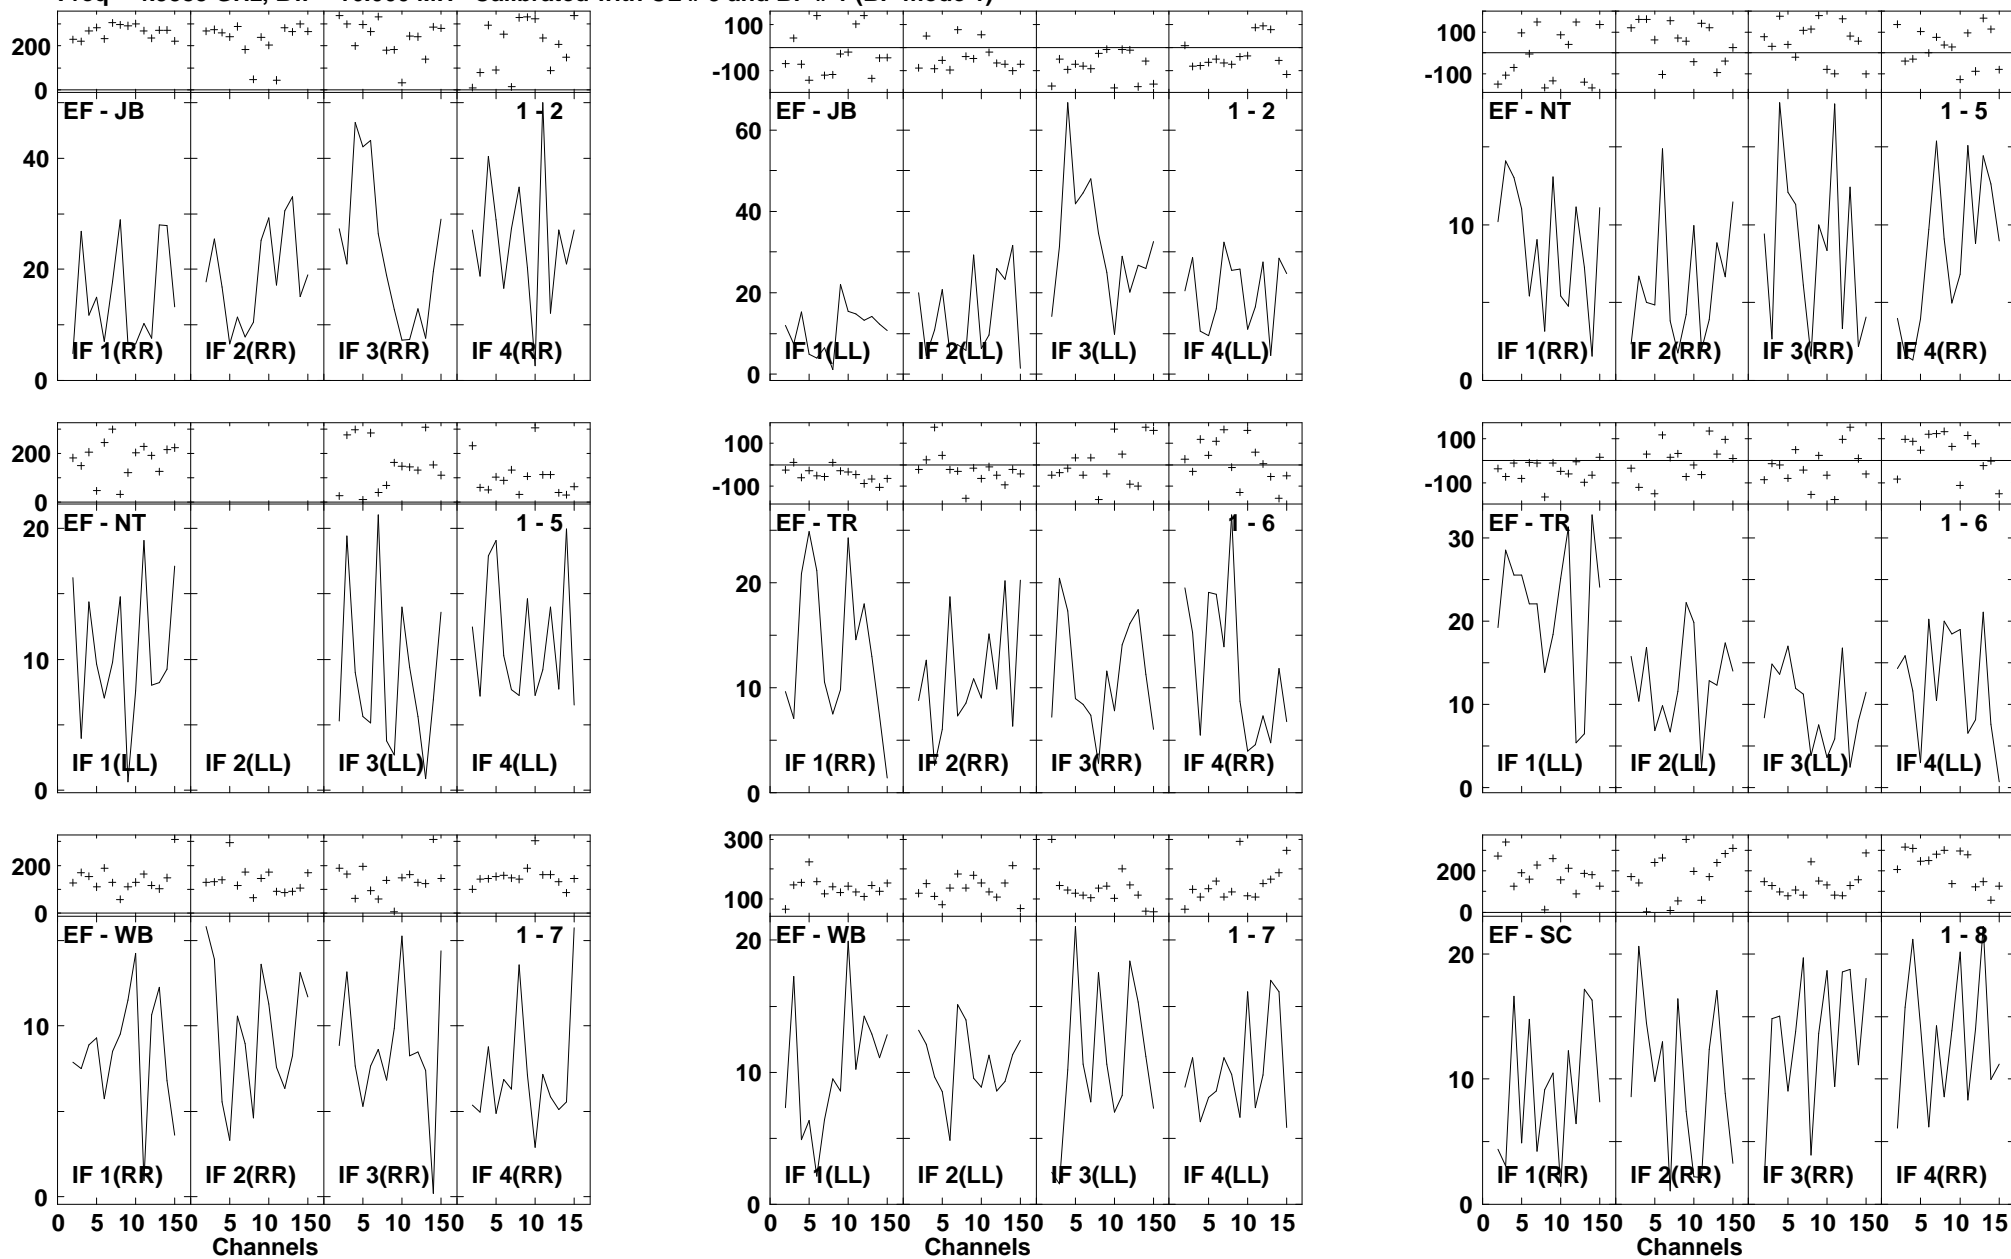 200
0
EF - JB 1 - 2
40
20
0
IF 1(RR) IF 2(RR) IF 3(RR) IF 4(RR)
100
-100
EF - JB 1 - 2
60
40
20
0
IF 1(LL) IF 2(LL) IF 3(LL) IF 4(LL)
100
-100
EF - NT 1 - 5
10
0
IF 1(RR) IF 2(RR) IF 3(RR) IF 4(RR)
200
0
EF - NT 1 - 5
20
10
0
IF 1(LL) IF 2(LL) IF 3(LL) IF 4(LL)
100
-100
EF - TR 1 - 6
20
10
0
IF 1(RR) IF 2(RR) IF 3(RR) IF 4(RR)
100
-100
EF - TR 1 - 6
30
20
10
0
IF 1(LL) IF 2(LL) IF 3(LL) IF 4(LL)
200
0
EF - WB 1 - 7
10
0
IF 1(RR) IF 2(RR) IF 3(RR) IF 4(RR)
0 5 10 150 5 10 150 5 10 150 5 10 15
Channels
300
200
100
EF - WB 1 - 7
20
10
0
IF 1(LL) IF 2(LL) IF 3(LL) IF 4(LL)
0 5 10 150 5 10 150 5 10 150 5 10 15
Channels
200
0
EF - SC 1 - 8
20
10
0
IF 1(RR) IF 2(RR) IF 3(RR) IF 4(RR)
0 5 10 150 5 10 150 5 10 150 5 10 15
Channels